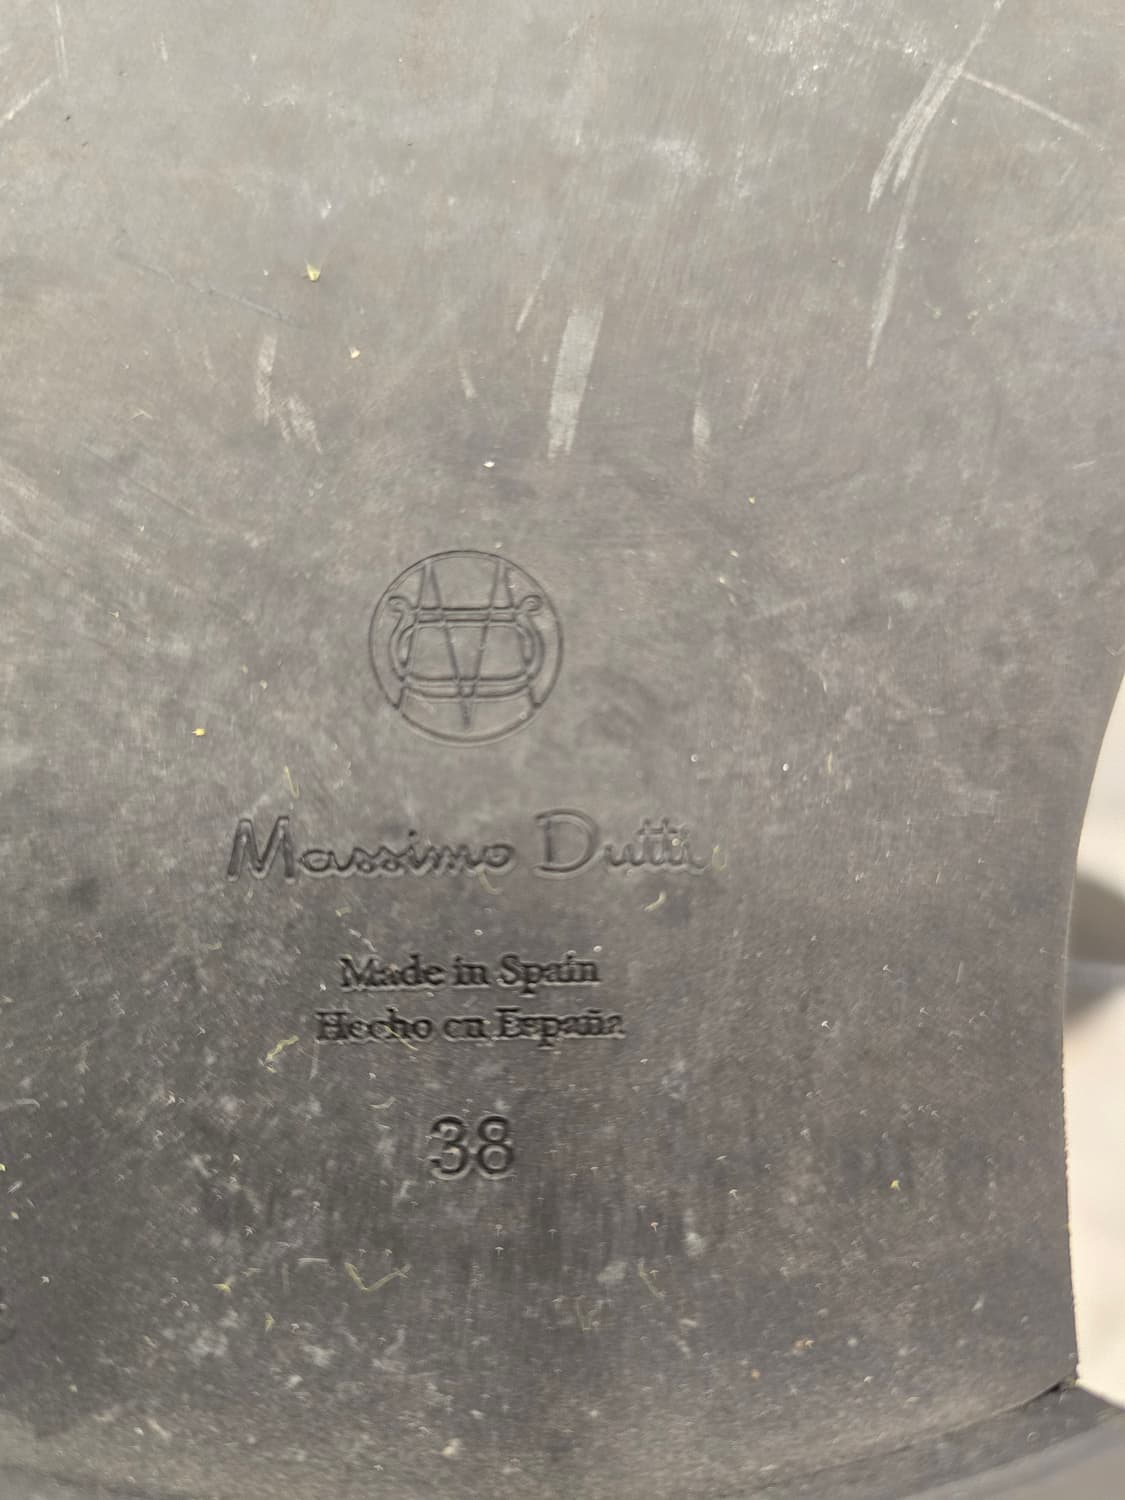 Massimo Dutti
Made in Spain
Hecho en España
38